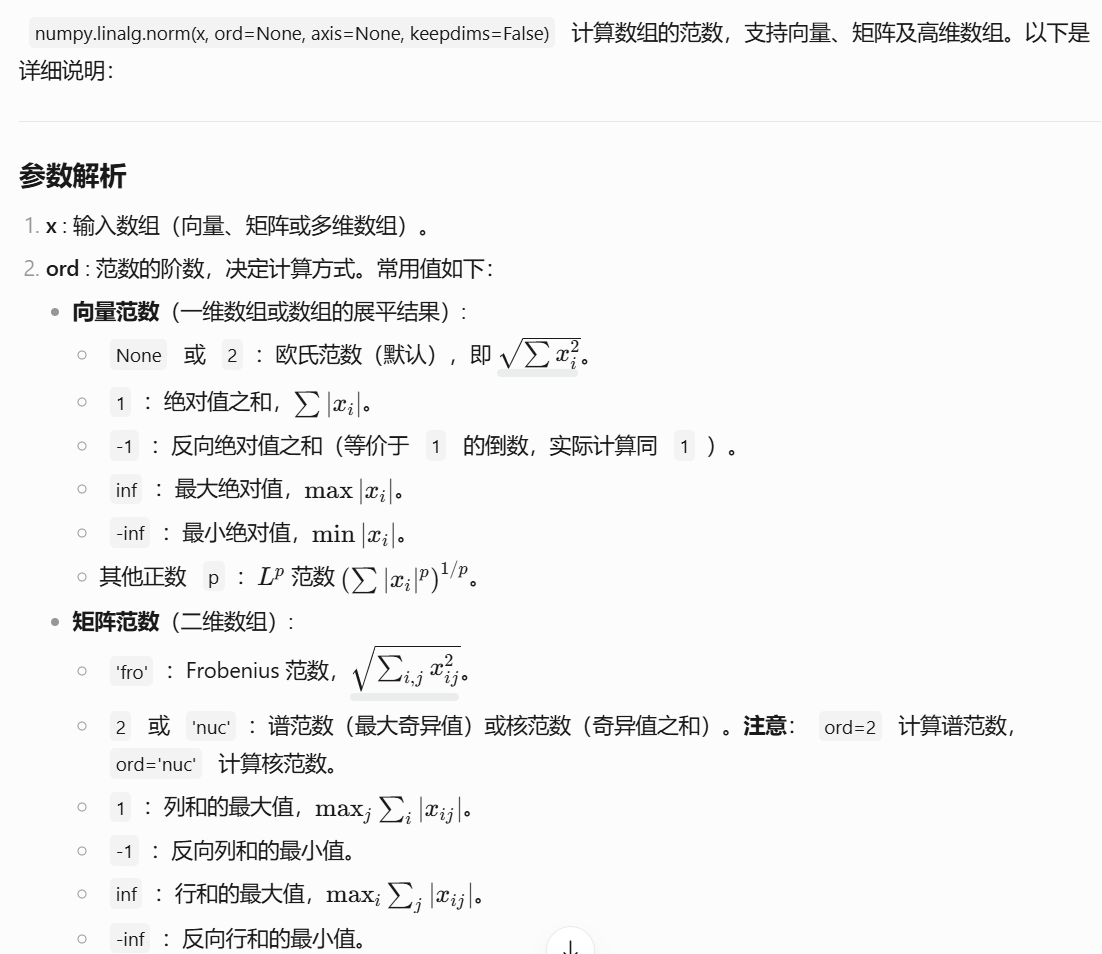 numpy.linalg.norm(x, ord=None, axis=None, keepdims=False) 计算数组的范数，支持向量、矩阵及高维数组。以下是
详细说明：
参数解析
1. x : 输入数组（向量、矩阵或多维数组）。
2. ord : 范数的阶数，决定计算方式。常用值如下：
• 向量范数（一维数组或数组的展平结果）:
○ None 或 2 ： 欧氏范数（默认），即 √∑ x_i^2。
○ 1 ： 绝对值之和，∑ |x_i|。
○ -1 ： 反向绝对值之和（等价于 1 的倒数，实际计算同 1 ）。
○ inf ： 最大绝对值，max |x_i|。
○ -inf ： 最小绝对值，min |x_i|。
○ 其他正数 p ： L^p 范数 (∑ |x_i|^p)^{1/p}。
• 矩阵范数（二维数组）:
○ 'fro' ： Frobenius 范数，√∑_{i,j} x_{ij}^2。
○ 2 或 'nuc' ： 谱范数（最大奇异值）或核范数（奇异值之和）。注意： ord=2 计算谱范数，
ord='nuc' 计算核范数。
○ 1 ： 列和的最大值，max_j ∑_i |x_{ij}|。
○ -1 ： 反向列和的最小值。
○ inf ： 行和的最大值，max_i ∑_j |x_{ij}|。
○ -inf ： 反向行和的最小值。